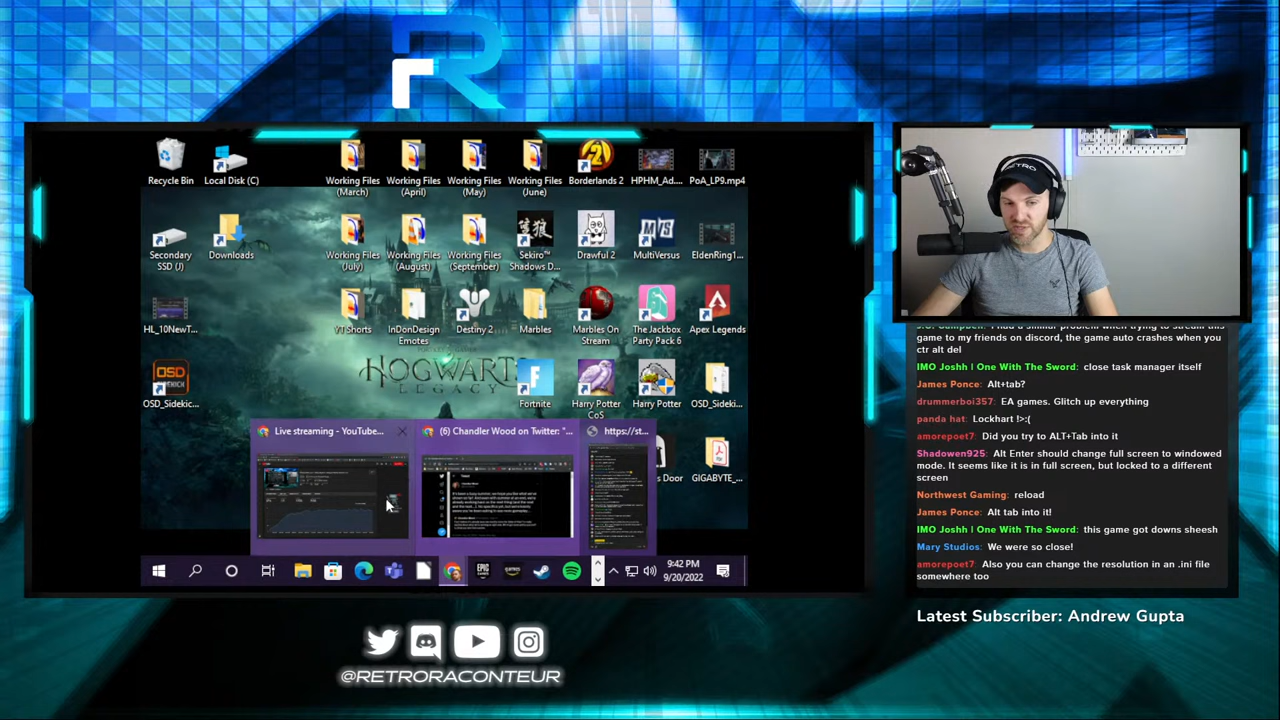 Recycle Bin
Local Disk (C)
Working Files
(March)
Working Files
(April)
Working Files
(May)
Working Files
(June)
Borderlands 2
HPHM_Ad....
PoA_LP9.mp4
Secondary
SSD (J)
Downloads
Working Files
(July)
Working Files
(August)
Working Files
(September)
Sekiro™
Shadows D...
Drawful 2
MultiVersus
EldenRing1...
HL_10NewT...
YT Shorts
InDonDesign
Emotes
Destiny 2
Marbles
Marbles On
Stream
The Jackbox
Party Pack 6
Apex Legends
HOGWARTS
LEGACY
OSD
OSD_Sidekic...
Fortnite
Harry Potter
CoS
Harry Potter
OSD_Sideki...
s Door
GIGABYTE_...
Live streaming - YouTube...
(6) Chandler Wood on Twitter: "...
https://st...
9:42 PM
9/20/2022
RETRO
game to my friends on discord, the game auto crashes when you
ctr alt del
IMO Joshh | One With The Sword: close task manager itself
James Ponce: Alt+tab?
drummerboi357: EA games. Glitch up everything
panda hat: Lockhart !>:(
amorepoet7: Did you try to ALT+Tab into it
Shadowen925: Alt Enter should change full screen to windowed
mode. It seems like it is in full screen, but locked to a different
screen
Northwest Gaming: reload
James Ponce: Alt tab into it!
IMO Joshh | One With The Sword: this game got downs sheesh
Mary Studios: We were so close!
amorepoet7: Also you can change the resolution in an .ini file
somewhere too
Latest Subscriber: Andrew Gupta
@RETRORACONTEUR